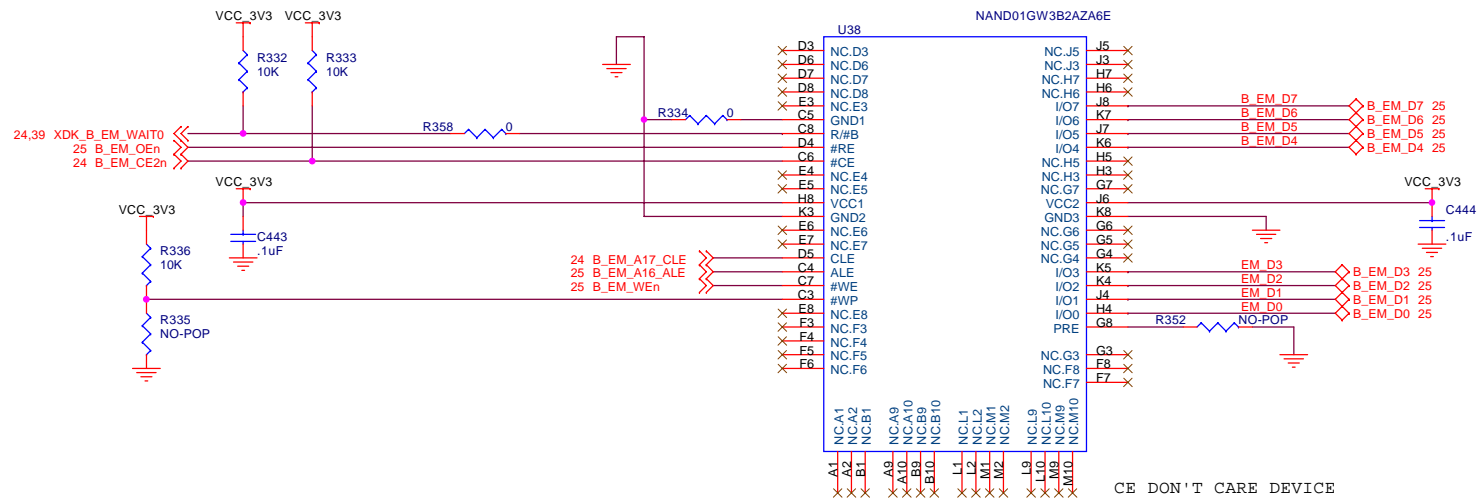 NAND01GW3B2AZA6E
U38
VCC_3V3 VCC_3V3
R332
10K
R333
10K
24,39 XDK_B_EM_WAIT0
25 B_EM_OEn
24 B_EM_CE2n
R358 0
R334 0
VCC_3V3
C443
.1uF
VCC_3V3
R336
10K
R335
NO-POP
24 B_EM_A17_CLE
25 B_EM_A16_ALE
25 B_EM_WEn
D3 NC.D3
D6 NC.D6
D7 NC.D7
D8 NC.D8
E3 NC.E3
C5 GND1
C8 R/#B
D4 #RE
C6 #CE
E4 NC.E4
E5 NC.E5
H8 VCC1
K3 GND2
E6 NC.E6
E7 NC.E7
D5 CLE
C4 ALE
C7 #WE
C3 #WP
E8 NC.E8
F3 NC.F3
F4 NC.F4
F5 NC.F5
F6 NC.F6
NC.J5 J5
NC.J3 J3
NC.H7 H7
NC.H6 H6
I/O7 J8 B_EM_D7 B_EM_D7 25
I/O6 K7 B_EM_D6 B_EM_D6 25
I/O5 J7 B_EM_D5 B_EM_D5 25
I/O4 K6 B_EM_D4 B_EM_D4 25
NC.H5 H5
NC.H3 H3
NC.G7 G7
VCC2 J6
GND3 K8
NC.G6 G6
NC.G5 G5
NC.G4 G4
I/O3 K5 EM_D3 B_EM_D3 25
I/O2 K4 EM_D2 B_EM_D2 25
I/O1 J4 EM_D1 B_EM_D1 25
I/O0 H4 EM_D0 B_EM_D0 25
PRE G8 R352 NO-POP
NC.G3 G3
NC.F8 F8
NC.F7 F7
VCC_3V3
C444
.1uF
NC.A1 A1
NC.A2 A2
NC.B1 B1
NC.A9 A9
NC.A10 A10
NC.B9 B9
NC.B10 B10
NC.L1 L1
NC.L2 L2
NC.M1 M1
NC.M2 M2
NC.L9 L9
NC.L10 L10
NC.M9 M9
NC.M10 M10
CE DON'T CARE DEVICE